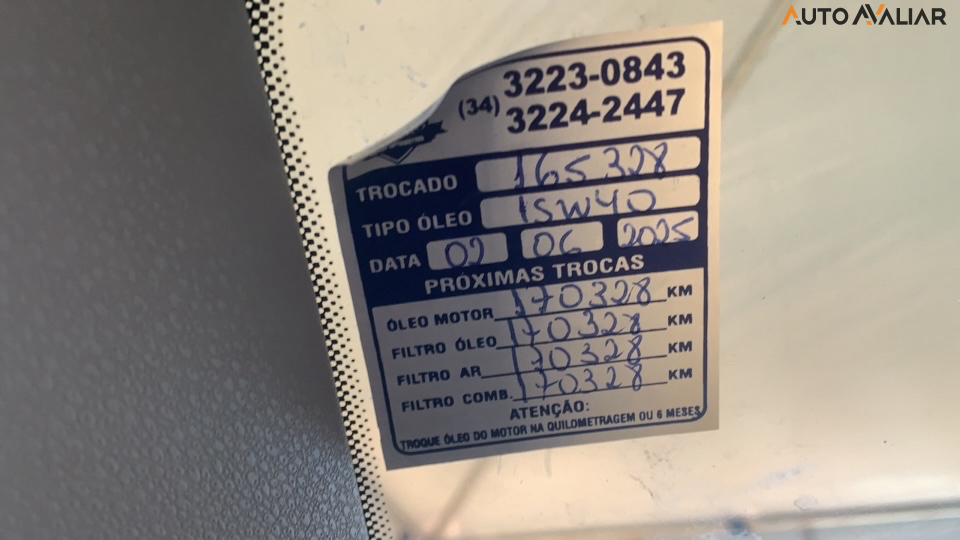 AUTO AVALIAR
(34) 3223-0843
3224-2447
TROCADO 165328
TIPO ÓLEO 15W40
DATA 02 06 2025
PRÓXIMAS TROCAS
ÓLEO MOTOR 170328 KM
FILTRO ÓLEO 170328 KM
FILTRO AR 170328 KM
FILTRO COMB. 170328 KM
ATENÇÃO:
TROQUE ÓLEO DO MOTOR NA QUILOMETRAGEM OU 6 MESES